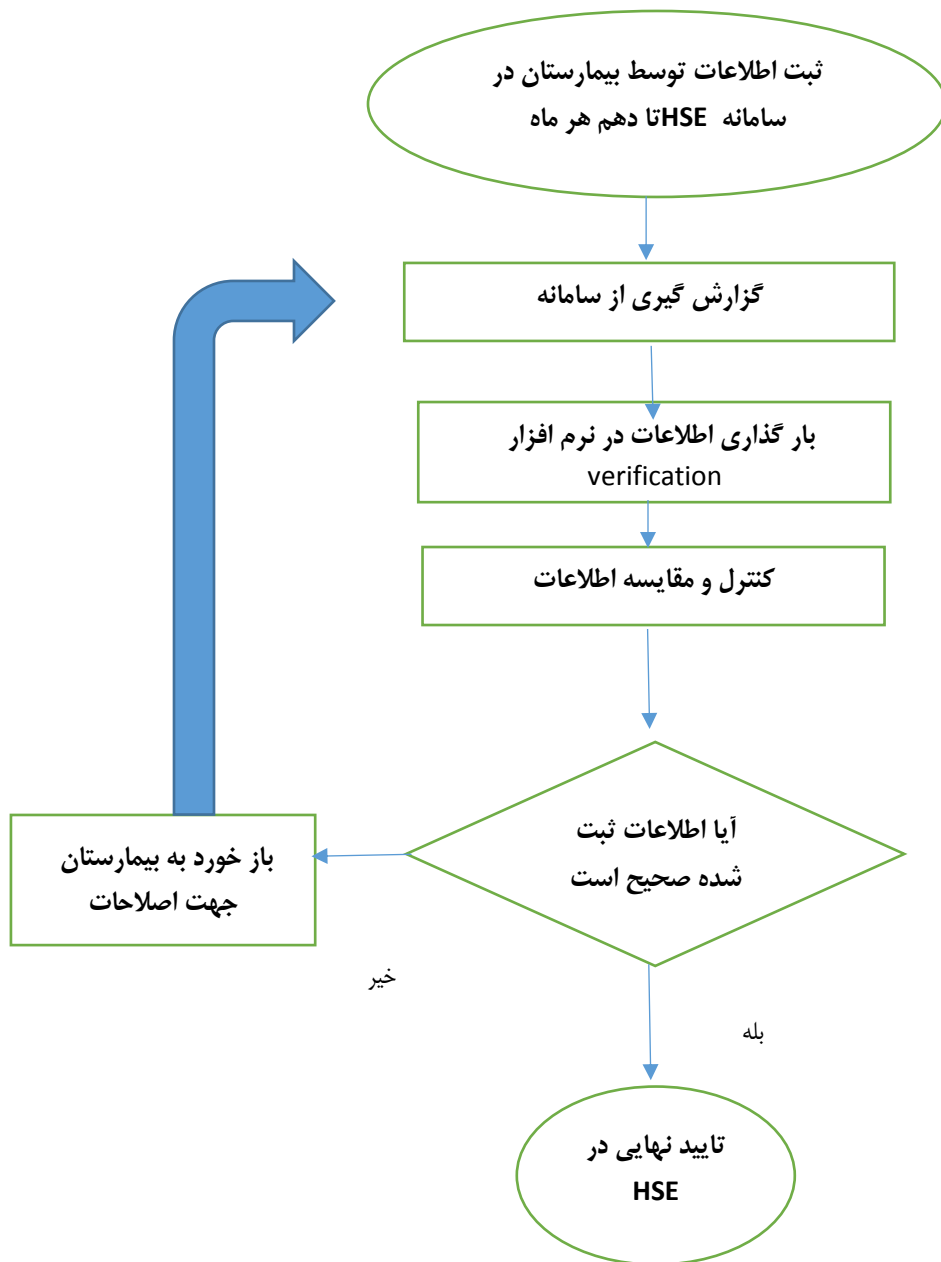 ثبت اطلاعات توسط بیمارستان در
سامانه HSEتا دهم هر ماه
گزارش گیری از سامانه
بار گذاری اطلاعات در نرم افزار
verification
کنترل و مقایسه اطلاعات
آیا اطلاعات ثبت
شده صحیح است
باز خورد به بیمارستان
جهت اصلاحات
خیر
بله
تایید نهایی در
HSE